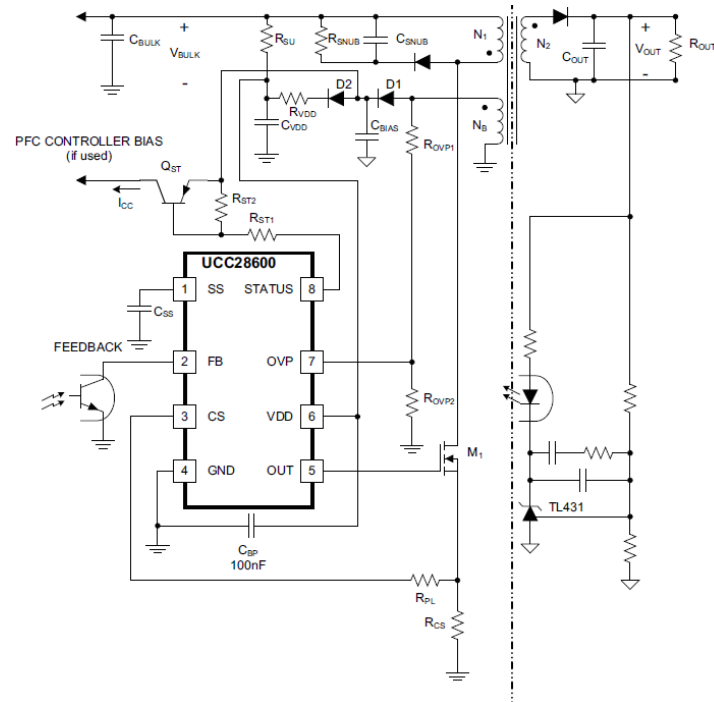 CBULK
+
VBULK
-
RSU
RSNUB
CSNUB
N1
N2
COUT
+
VOUT
-
ROUT
D2
D1
RVDD
CVDD
CBIAS
NB
ROVP1
PFC CONTROLLER BIAS
(if used)
QST
ICC
RST2
RST1
UCC28600
1 SS STATUS 8
CSS
FEEDBACK
2 FB OVP 7
ROVP2
3 CS VDD 6
4 GND OUT 5
M1
TL431
CBP
100nF
RPL
RCS